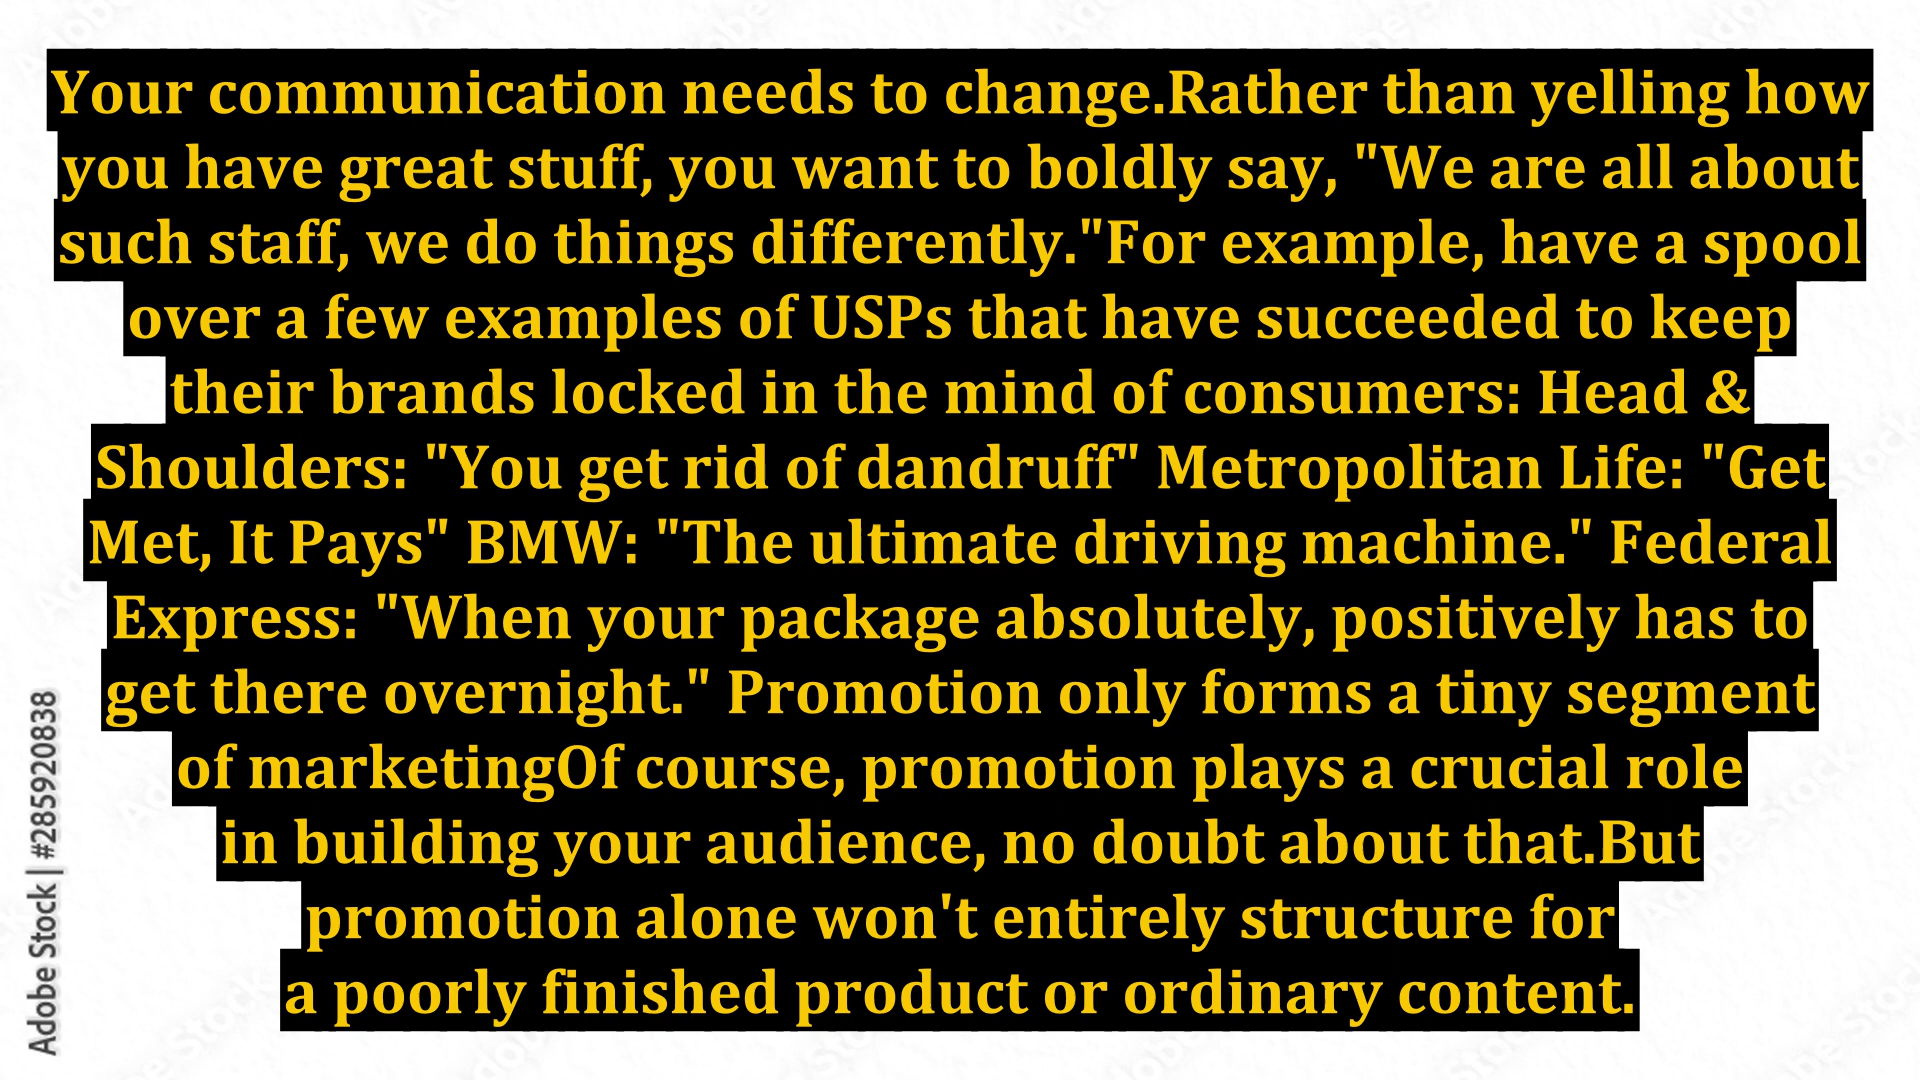 Your communication needs to change.Rather than yelling how
you have great stuff, you want to boldly say, "We are all about
such staff, we do things differently."For example, have a spool
over a few examples of USPs that have succeeded to keep
their brands locked in the mind of consumers: Head &
Shoulders: "You get rid of dandruff" Metropolitan Life: "Get
Met, It Pays" BMW: "The ultimate driving machine." Federal
Express: "When your package absolutely, positively has to
get there overnight." Promotion only forms a tiny segment
of marketingOf course, promotion plays a crucial role
in building your audience, no doubt about that.But
promotion alone won't entirely structure for
a poorly finished product or ordinary content.
Adobe Stock | #285920838